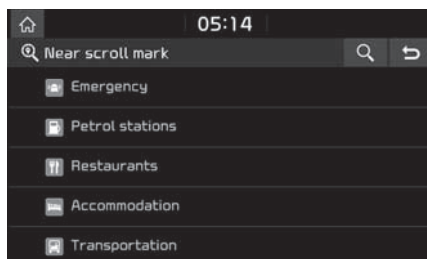 05:14
Near scroll mark
Emergency
Petrol stations
Restaurants
Accommodation
Transportation